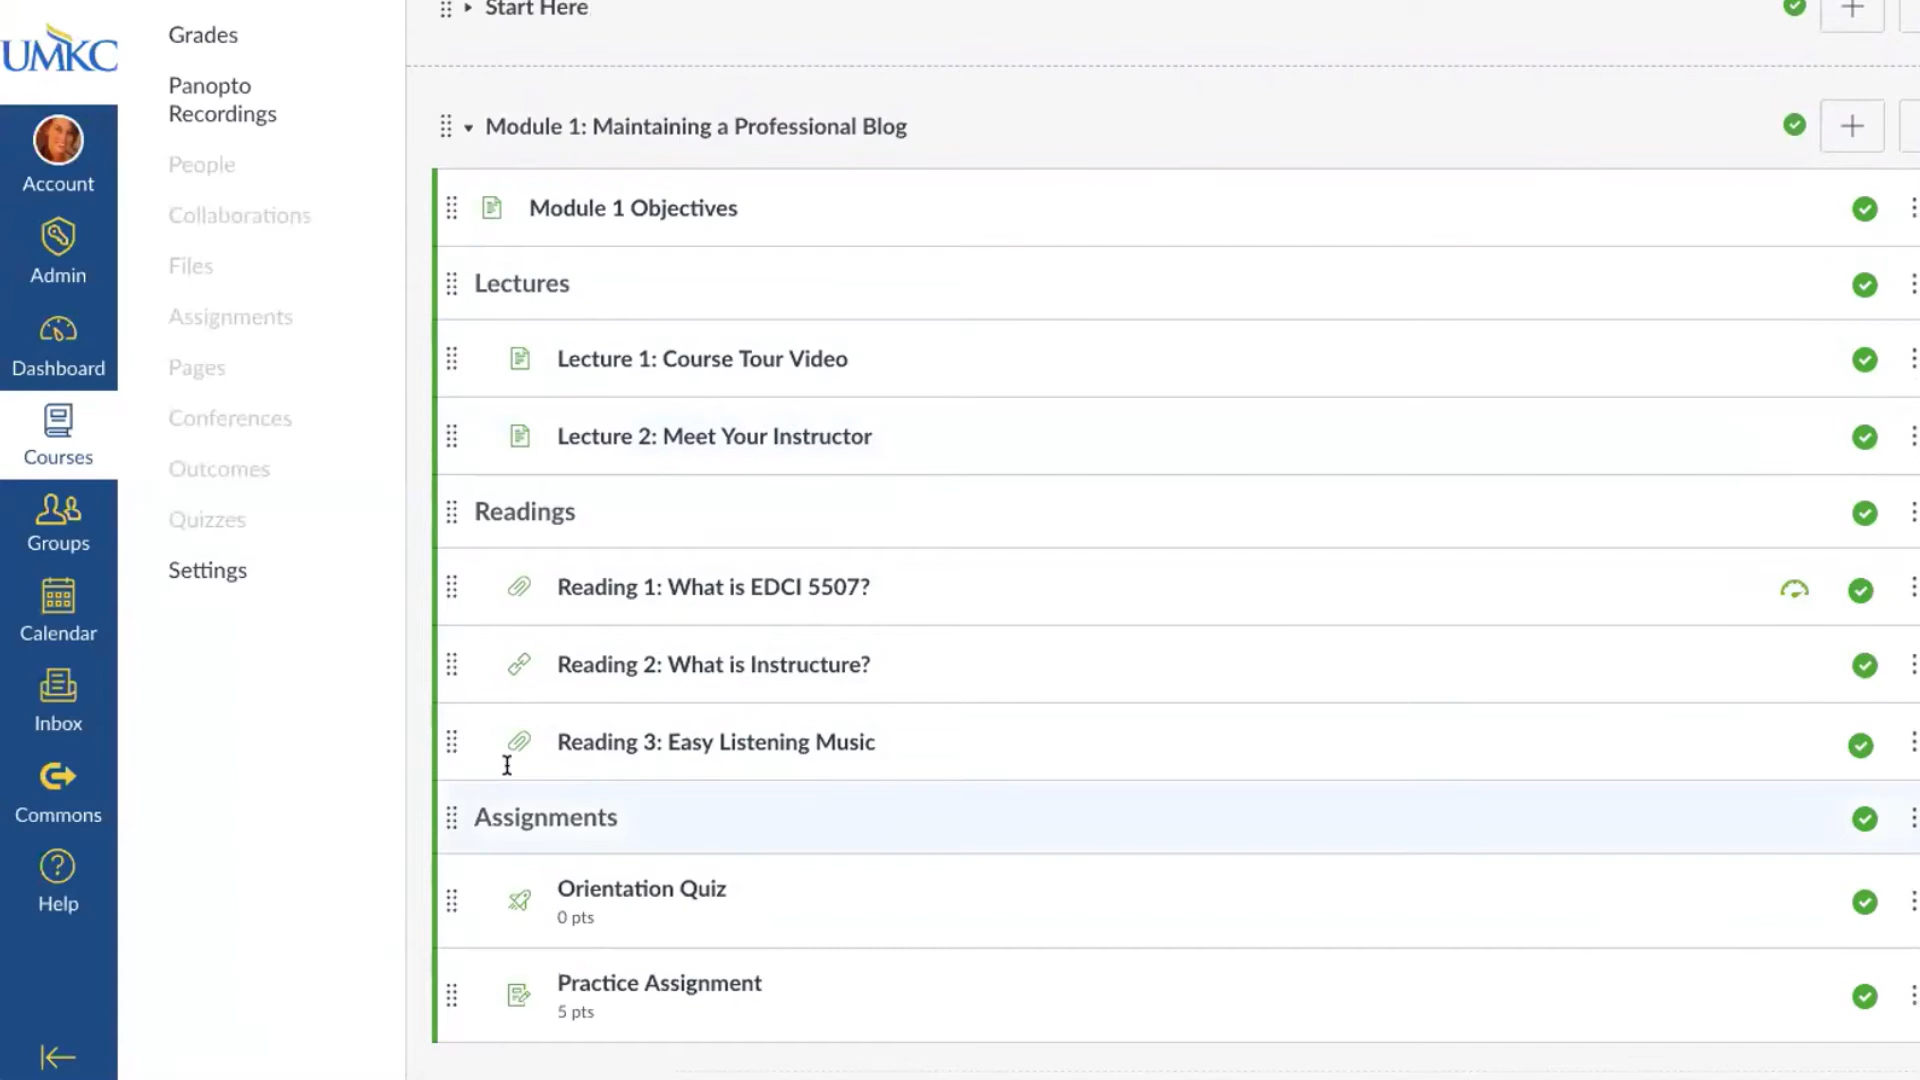 UMKC
Account
Admin
Dashboard
Courses
Groups
Calendar
Inbox
Commons
Help
Grades
Panopto
Recordings
People
Collaborations
Files
Assignments
Pages
Conferences
Outcomes
Quizzes
Settings
Start Here
Module 1: Maintaining a Professional Blog
Module 1 Objectives
Lectures
Lecture 1: Course Tour Video
Lecture 2: Meet Your Instructor
Readings
Reading 1: What is EDCI 5507?
Reading 2: What is Instructure?
Reading 3: Easy Listening Music
Assignments
Orientation Quiz
0 pts
Practice Assignment
5 pts